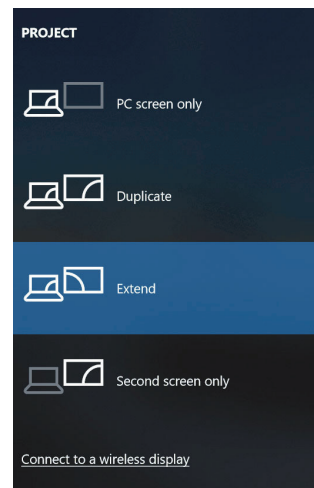 PROJECT
PC screen only
Duplicate
Extend
Second screen only
Connect to a wireless display